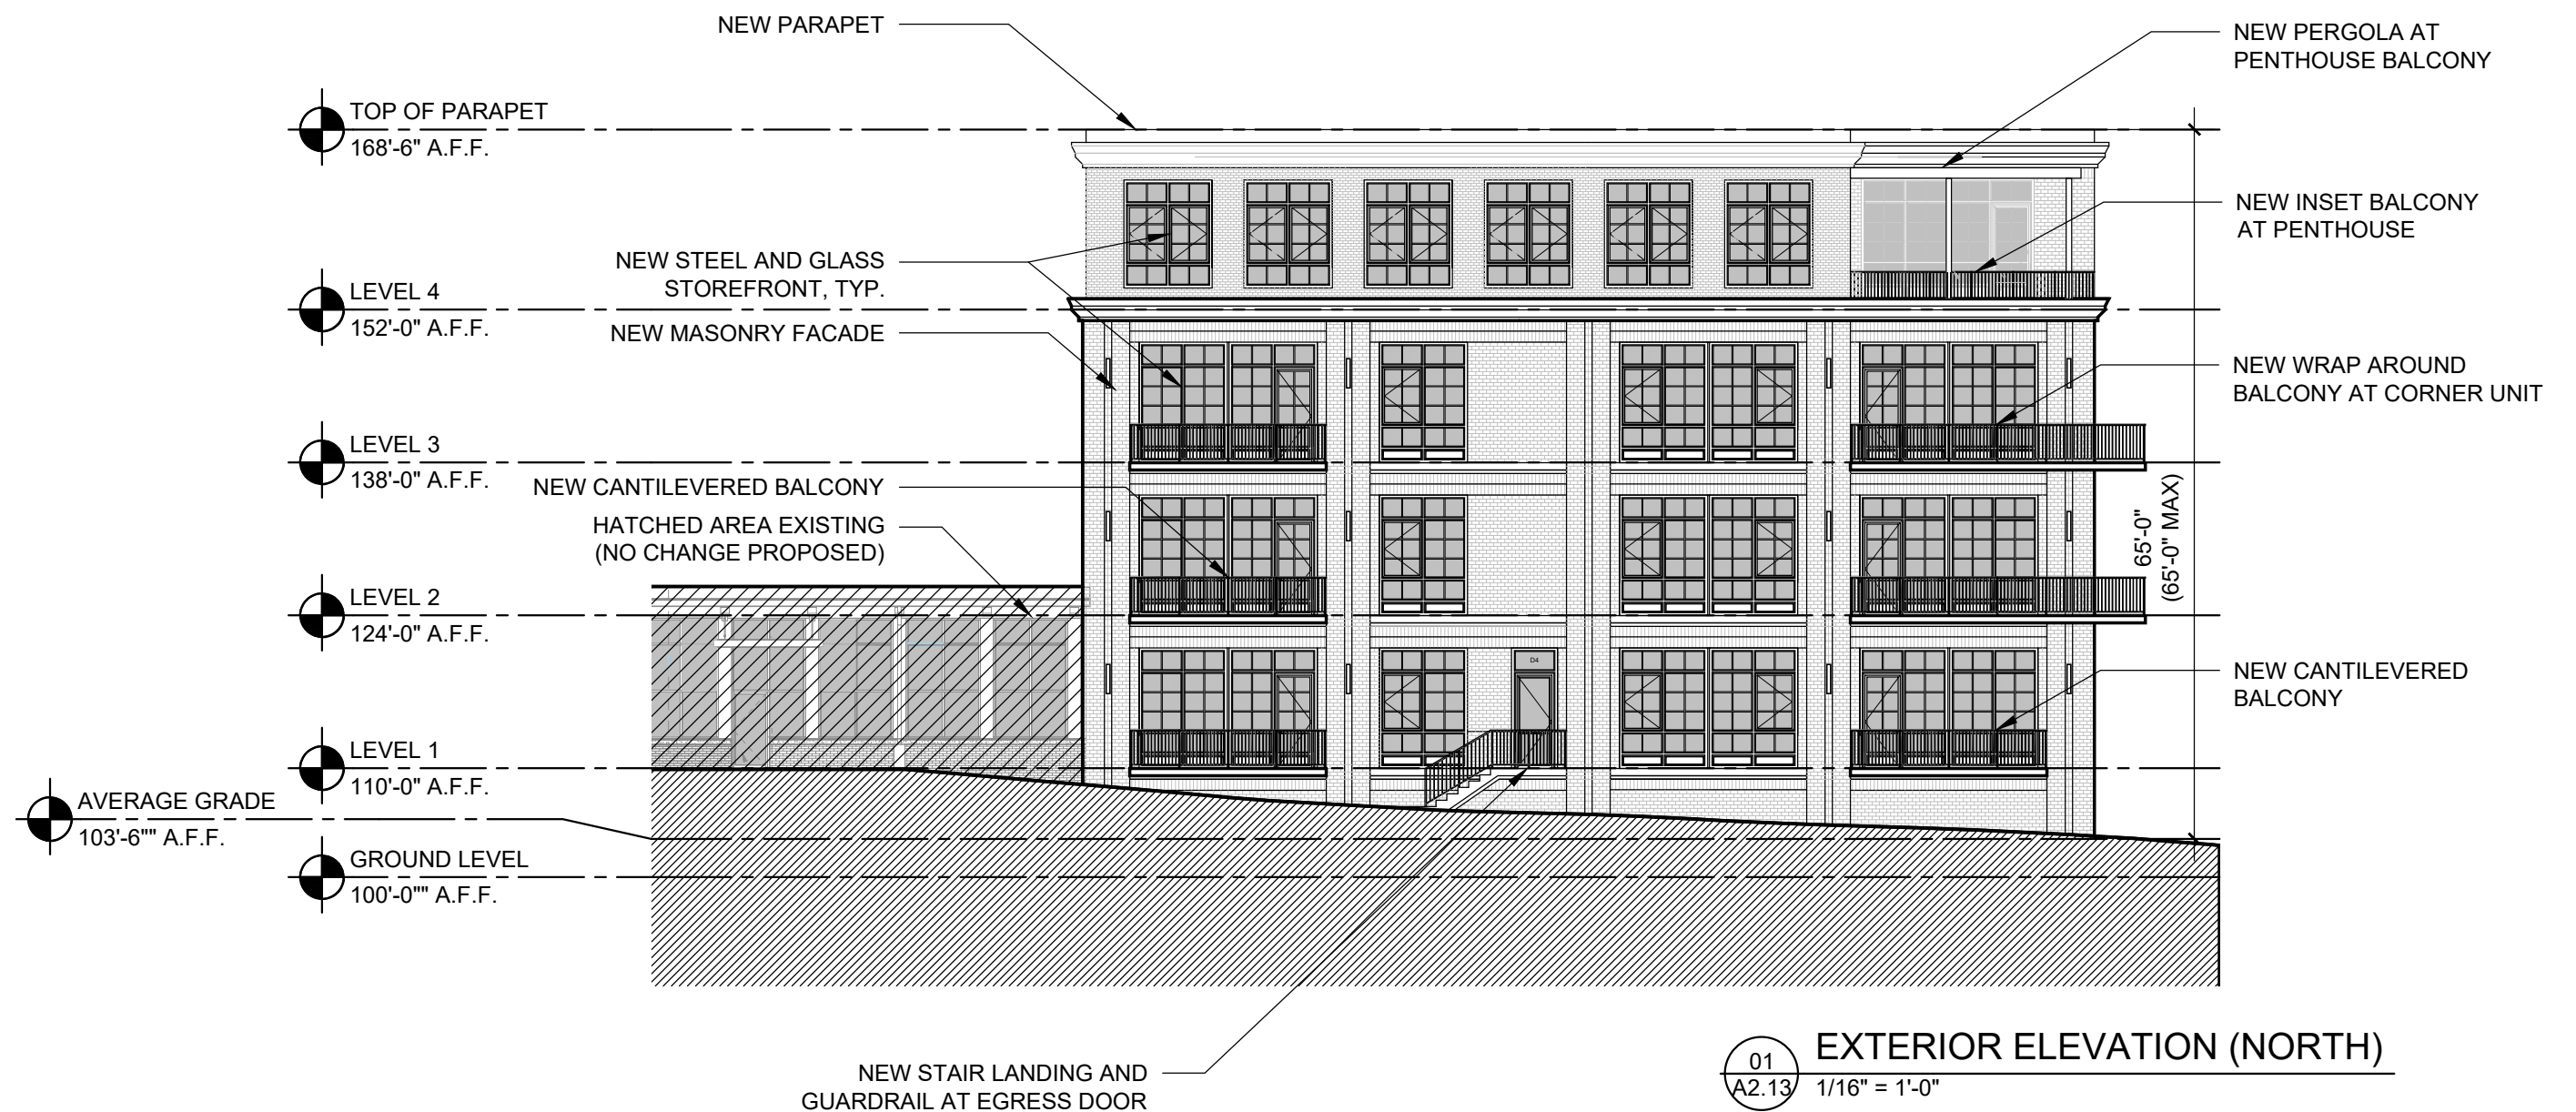 NEW PARAPET
NEW PERGOLA AT
PENTHOUSE BALCONY
TOP OF PARAPET
168'-6" A.F.F.
NEW INSET BALCONY
AT PENTHOUSE
NEW STEEL AND GLASS
STOREFRONT, TYP.
LEVEL 4
152'-0" A.F.F.
NEW MASONRY FACADE
NEW WRAP AROUND
BALCONY AT CORNER UNIT
LEVEL 3
138'-0" A.F.F.
NEW CANTILEVERED BALCONY
HATCHED AREA EXISTING
(NO CHANGE PROPOSED)
65'-0"
(65'-0" MAX)
LEVEL 2
124'-0" A.F.F.
D4
NEW CANTILEVERED
BALCONY
LEVEL 1
110'-0" A.F.F.
AVERAGE GRADE
103'-6"" A.F.F.
GROUND LEVEL
100'-0"" A.F.F.
NEW STAIR LANDING AND
GUARDRAIL AT EGRESS DOOR
01
A2.13
EXTERIOR ELEVATION (NORTH)
1/16" = 1'-0"